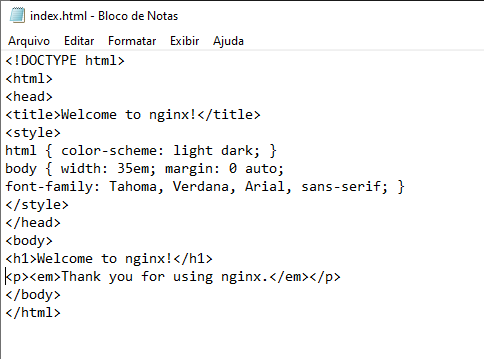 index.html - Bloco de Notas
Arquivo Editar Formatar Exibir Ajuda
<!DOCTYPE html>
<html>
<head>
<title>Welcome to nginx!</title>
<style>
html { color-scheme: light dark; }
body { width: 35em; margin: 0 auto;
font-family: Tahoma, Verdana, Arial, sans-serif; }
</style>
</head>
<body>
<h1>Welcome to nginx!</h1>
<p><em>Thank you for using nginx.</em></p>
</body>
</html>